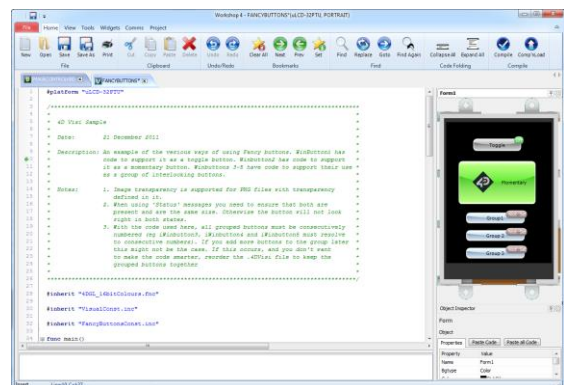 Workshop 4 - FANCYBUTTONS*(uLCD-32PTU, PORTRAIT)
File Home View Tools Widgets Comms Project
New Open Save Save As Print Cut Copy Paste Delete Undo Redo Clear All Next Prev Set Find Replace Goto Find Again Collapse All Expand All Compile CompileLoad
File Clipboard Undo/Redo Bookmarks Find Code Folding Compile
FANCYBUTTONS*
#platform "uLCD-32PTU"
4D Visi Sample
Date: 21 December 2011
Description: An example of the various ways of using Fancy buttons. WinButton1 has
code to support it as a toggle button. Winbutton2 has code to support
it as a momentary button. Winbuttons 3-5 have code to support their use
as a group of interlocking buttons.
Notes: 1. Image transparency is supported for PNG files with transparency
defined in it.
2. When using 'Status' messages you need to ensure that both are
present and are the same size. Otherwise the button will not look
right in both states.
3. With the code used here, all grouped buttons must be consecutively
numbered (eg iWinbutton3, iWinbutton4 and iWinbutton5 must resolve
to consecutive numbers). If you add more buttons to the group later
this might not be the case. If this occurs, and you don't want
to make the code smarter, reorder the .4DVisi file to keep the
grouped buttons together
#inherit "4DGL_16bitColours.fnc"
#inherit "VisualConst.inc"
#inherit "FancyButtonsConst.inc"
func main()
Form1
Toggle
Momentary
Group1
Group 2
Group 3
Object Inspector
Form
Object
Properties Paste Code Paste all Code
Property Value
Name Form1
Bgtype Color
Insert